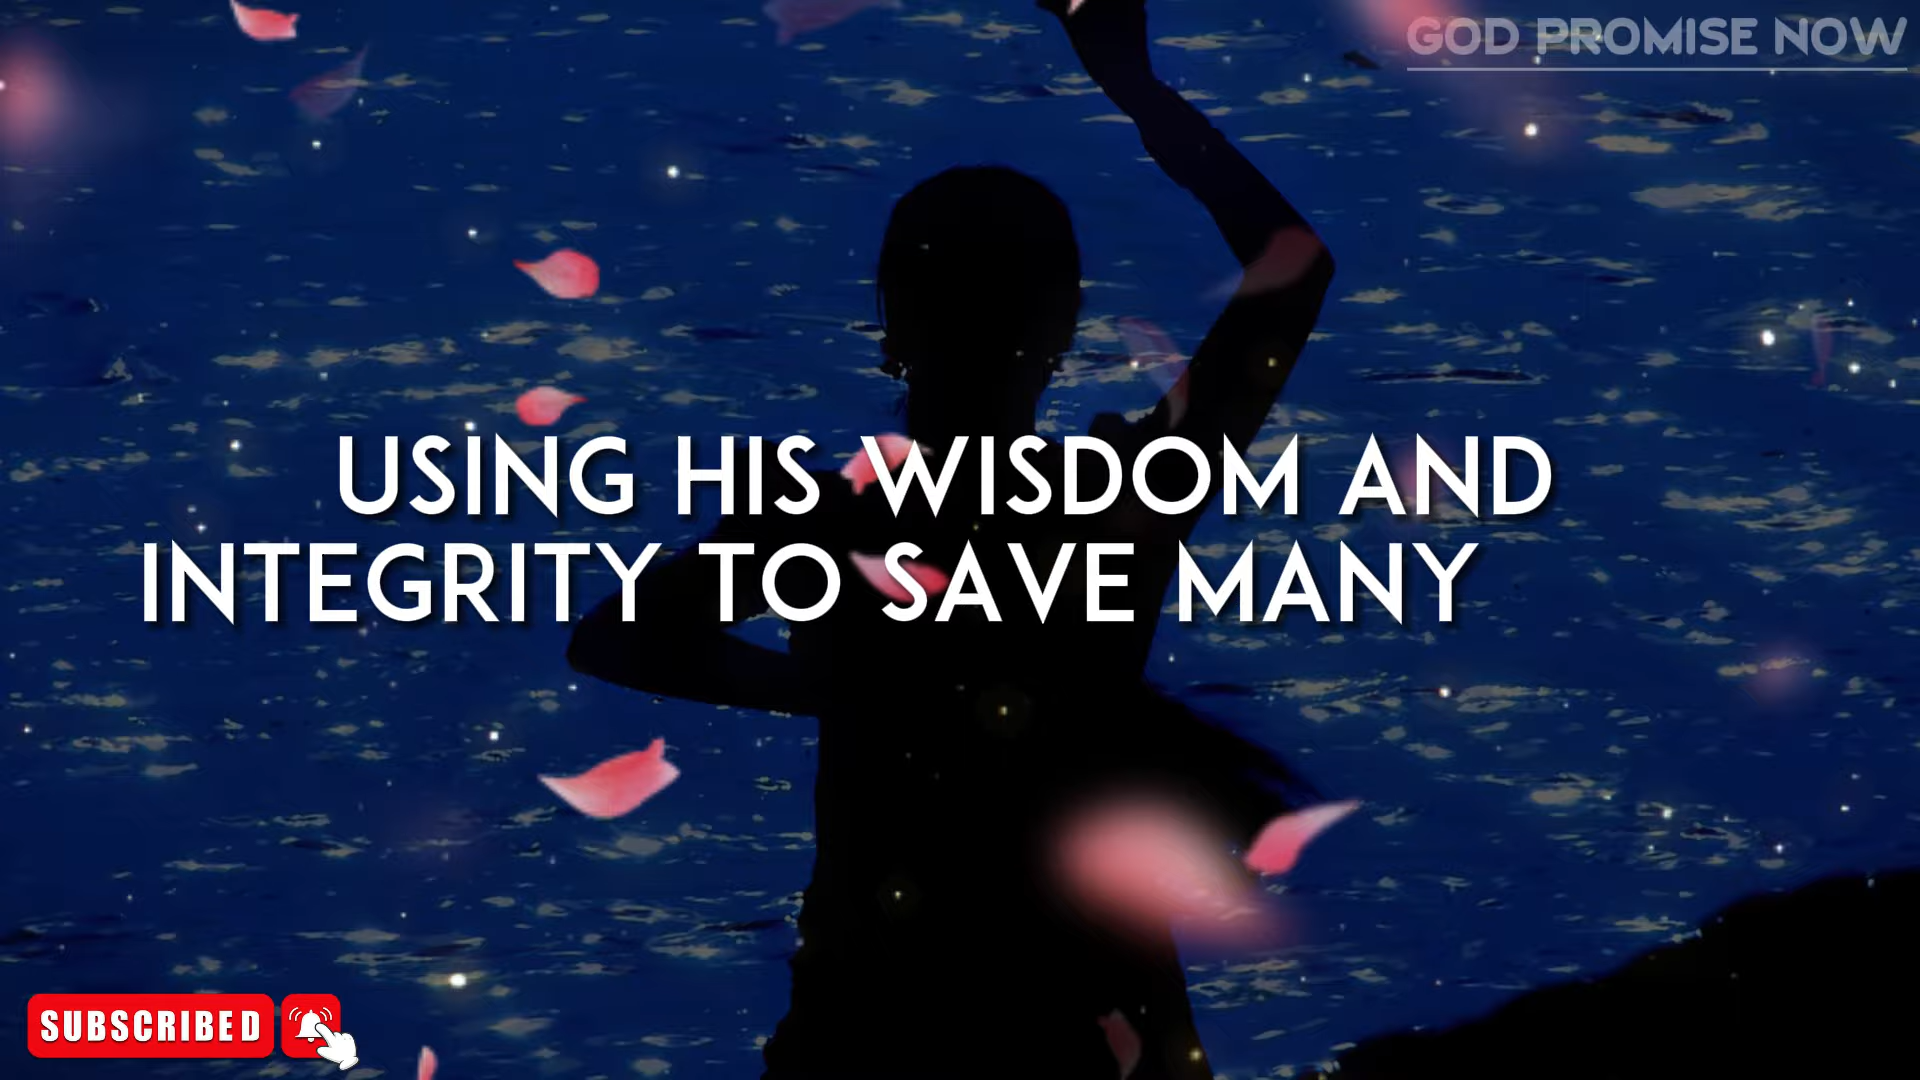 GOD PROMISE NOW
USING HIS WISDOM AND
INTEGRITY TO SAVE MANY
SUBSCRIBED